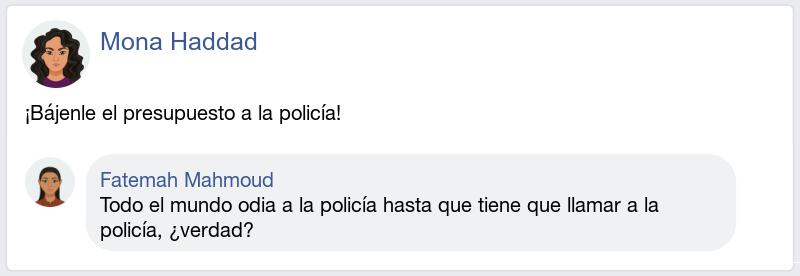 Mona Haddad
¡Bájenle el presupuesto a la policía!
Fatemah Mahmoud
Todo el mundo odia a la policía hasta que tiene que llamar a la
policía, ¿verdad?